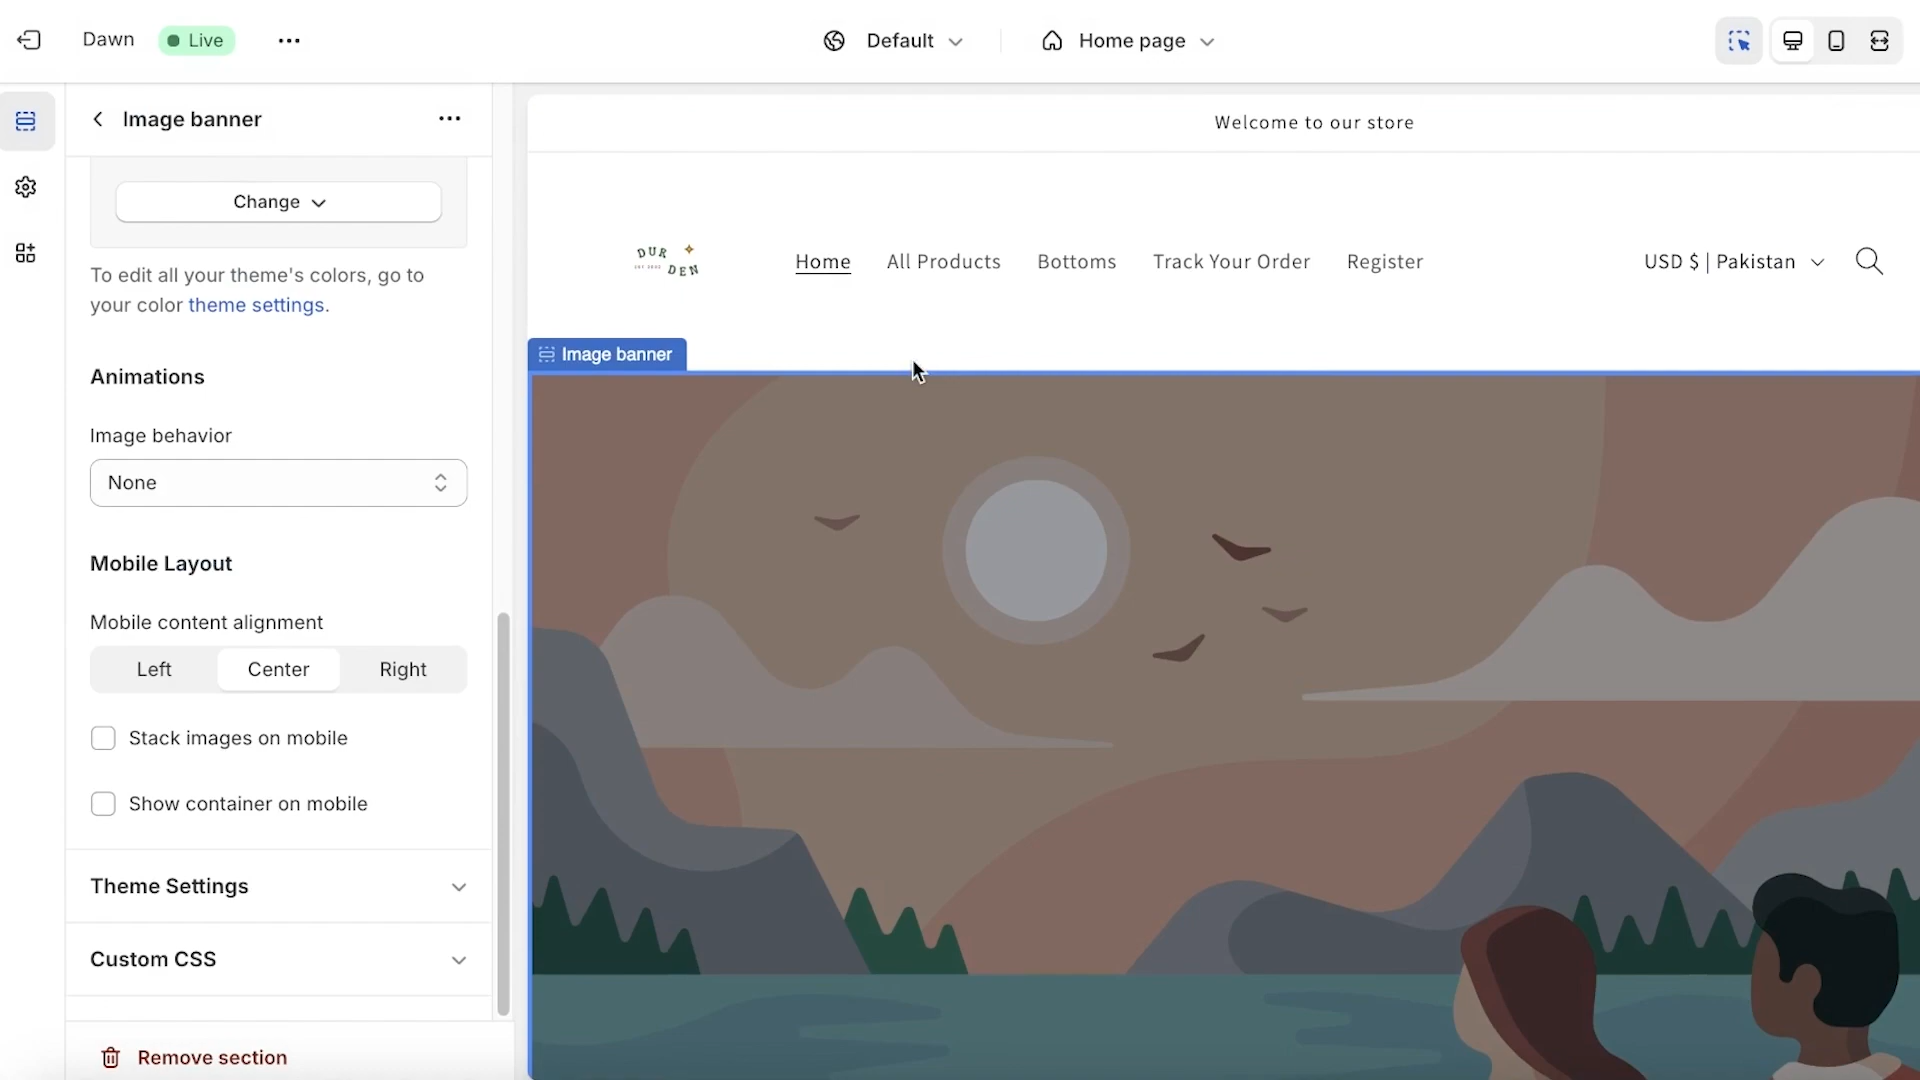 Dawn
Live
Default
Home page
Image banner
Change
To edit all your theme's colors, go to
your color theme settings.
Animations
Image behavior
None
Mobile Layout
Mobile content alignment
Left
Center
Right
Stack images on mobile
Show container on mobile
Theme Settings
Custom CSS
Remove section
Welcome to our store
DUR
DEN
Home
All Products
Bottoms
Track Your Order
Register
USD $ | Pakistan
Image banner